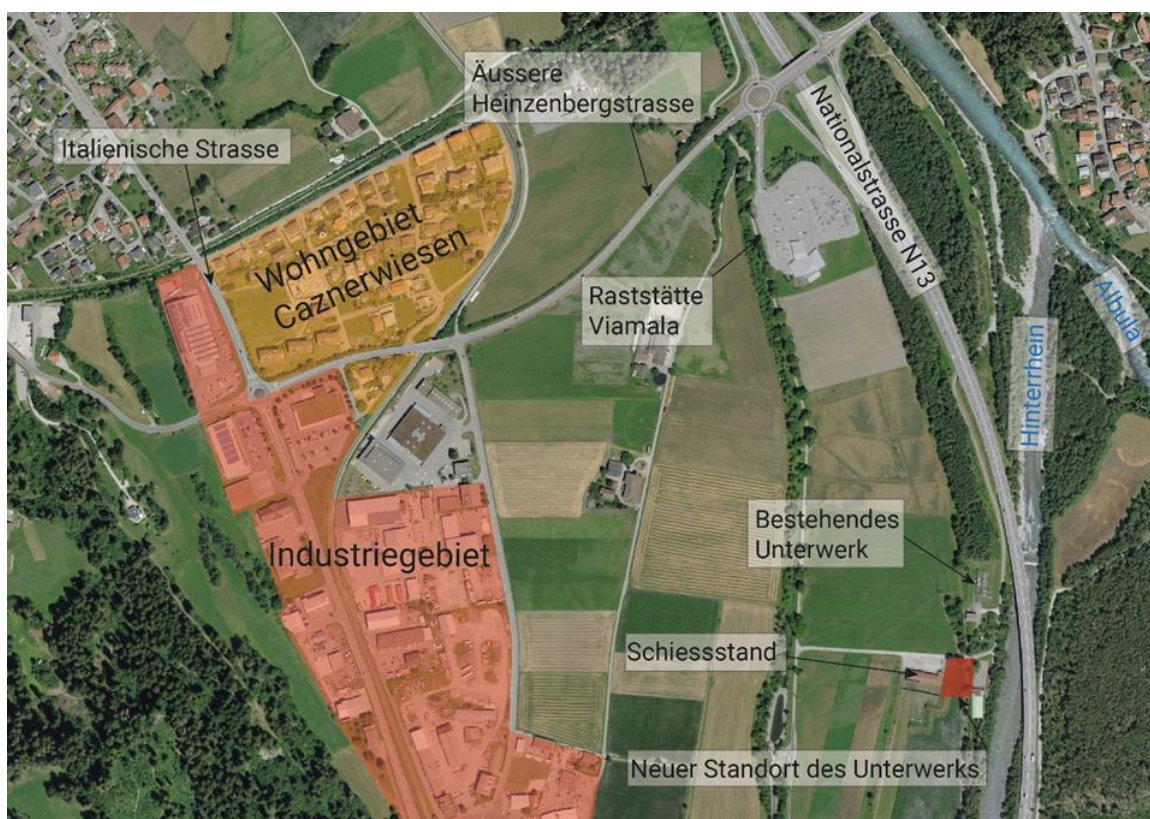 Äussere
Heinzenbergstrasse
Italienische Strasse
Nationalstrasse N13
Wohngebiet
Caznerwiesen
Raststätte
Viamala
Albula
Hinterrhein
Bestehendes
Unterwerk
Industriegebiet
Schiessstand
Neuer Standort des Unterwerks